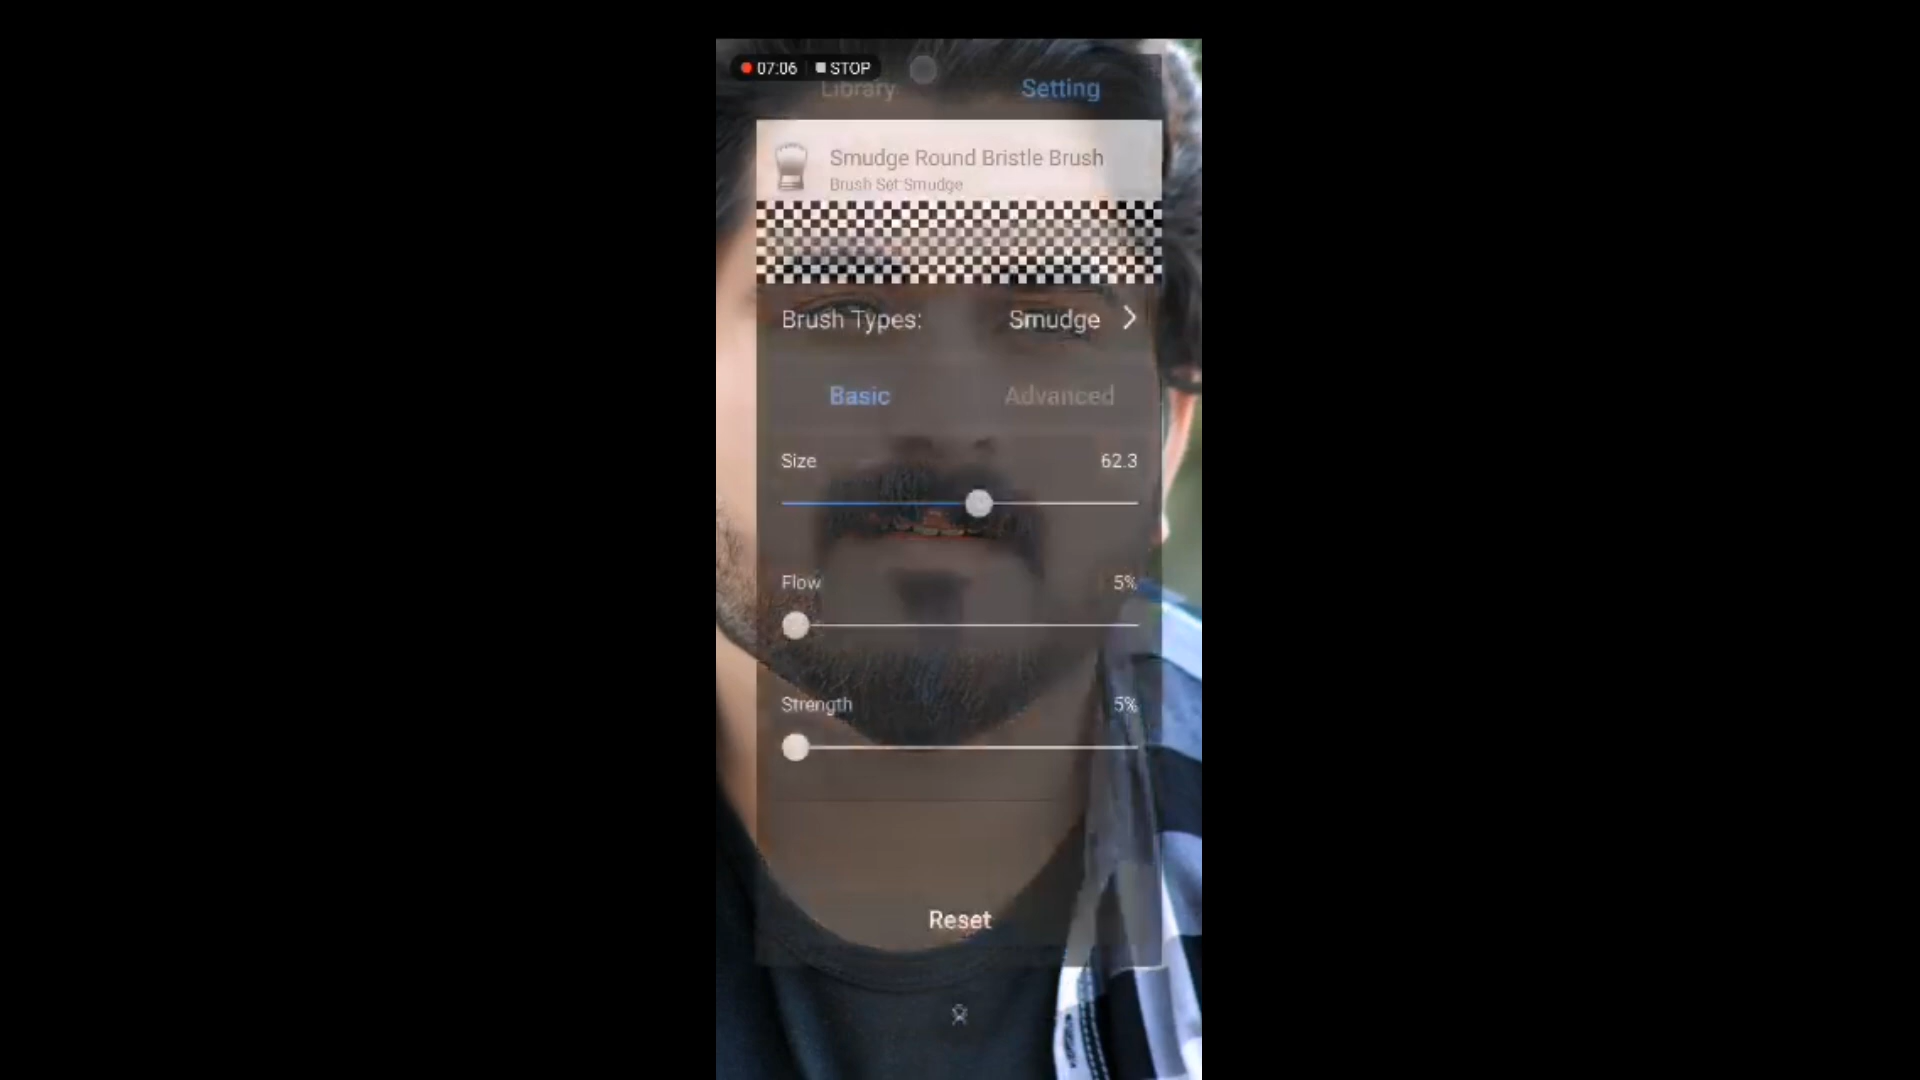 07:06 STOP
Library Setting
Smudge Round Bristle Brush
Brush Set:Smudge
Brush Types: Smudge
Basic Advanced
Size 62.3
Flow 5%
Strength 5%
Reset